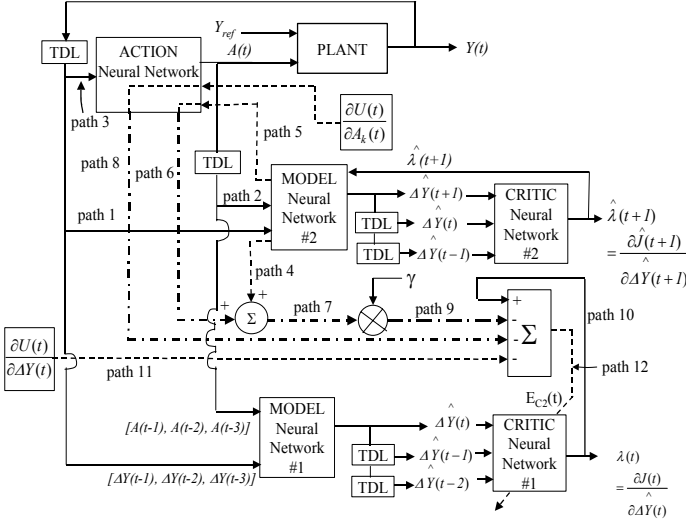 Y_ref
TDL
ACTION
Neural Network
A(t)
PLANT
Y(t)
path 3
path 8
path 6
path 5
∂U(t)
∂A_k(t)
TDL
path 2
path 1
MODEL
Neural
Network
#2
λ̂(t+1)
ΔŶ(t+1)
TDL
ΔŶ(t)
TDL
ΔŶ(t-1)
CRITIC
Neural
Network
#2
λ̂(t+1)
= ∂Ĵ(t+1)
∂ΔŶ(t+1)
path 4
+
+
Σ
path 7
γ
path 9
+
-
-
-
Σ
path 10
path 12
∂U(t)
∂ΔY(t)
path 11
E_C2(t)
[A(t-1), A(t-2), A(t-3)]
[ΔY(t-1), ΔY(t-2), ΔY(t-3)]
MODEL
Neural
Network
#1
ΔŶ(t)
TDL
ΔŶ(t-1)
TDL
ΔŶ(t-2)
CRITIC
Neural
Network
#1
λ(t)
= ∂J(t)
∂ΔŶ(t)